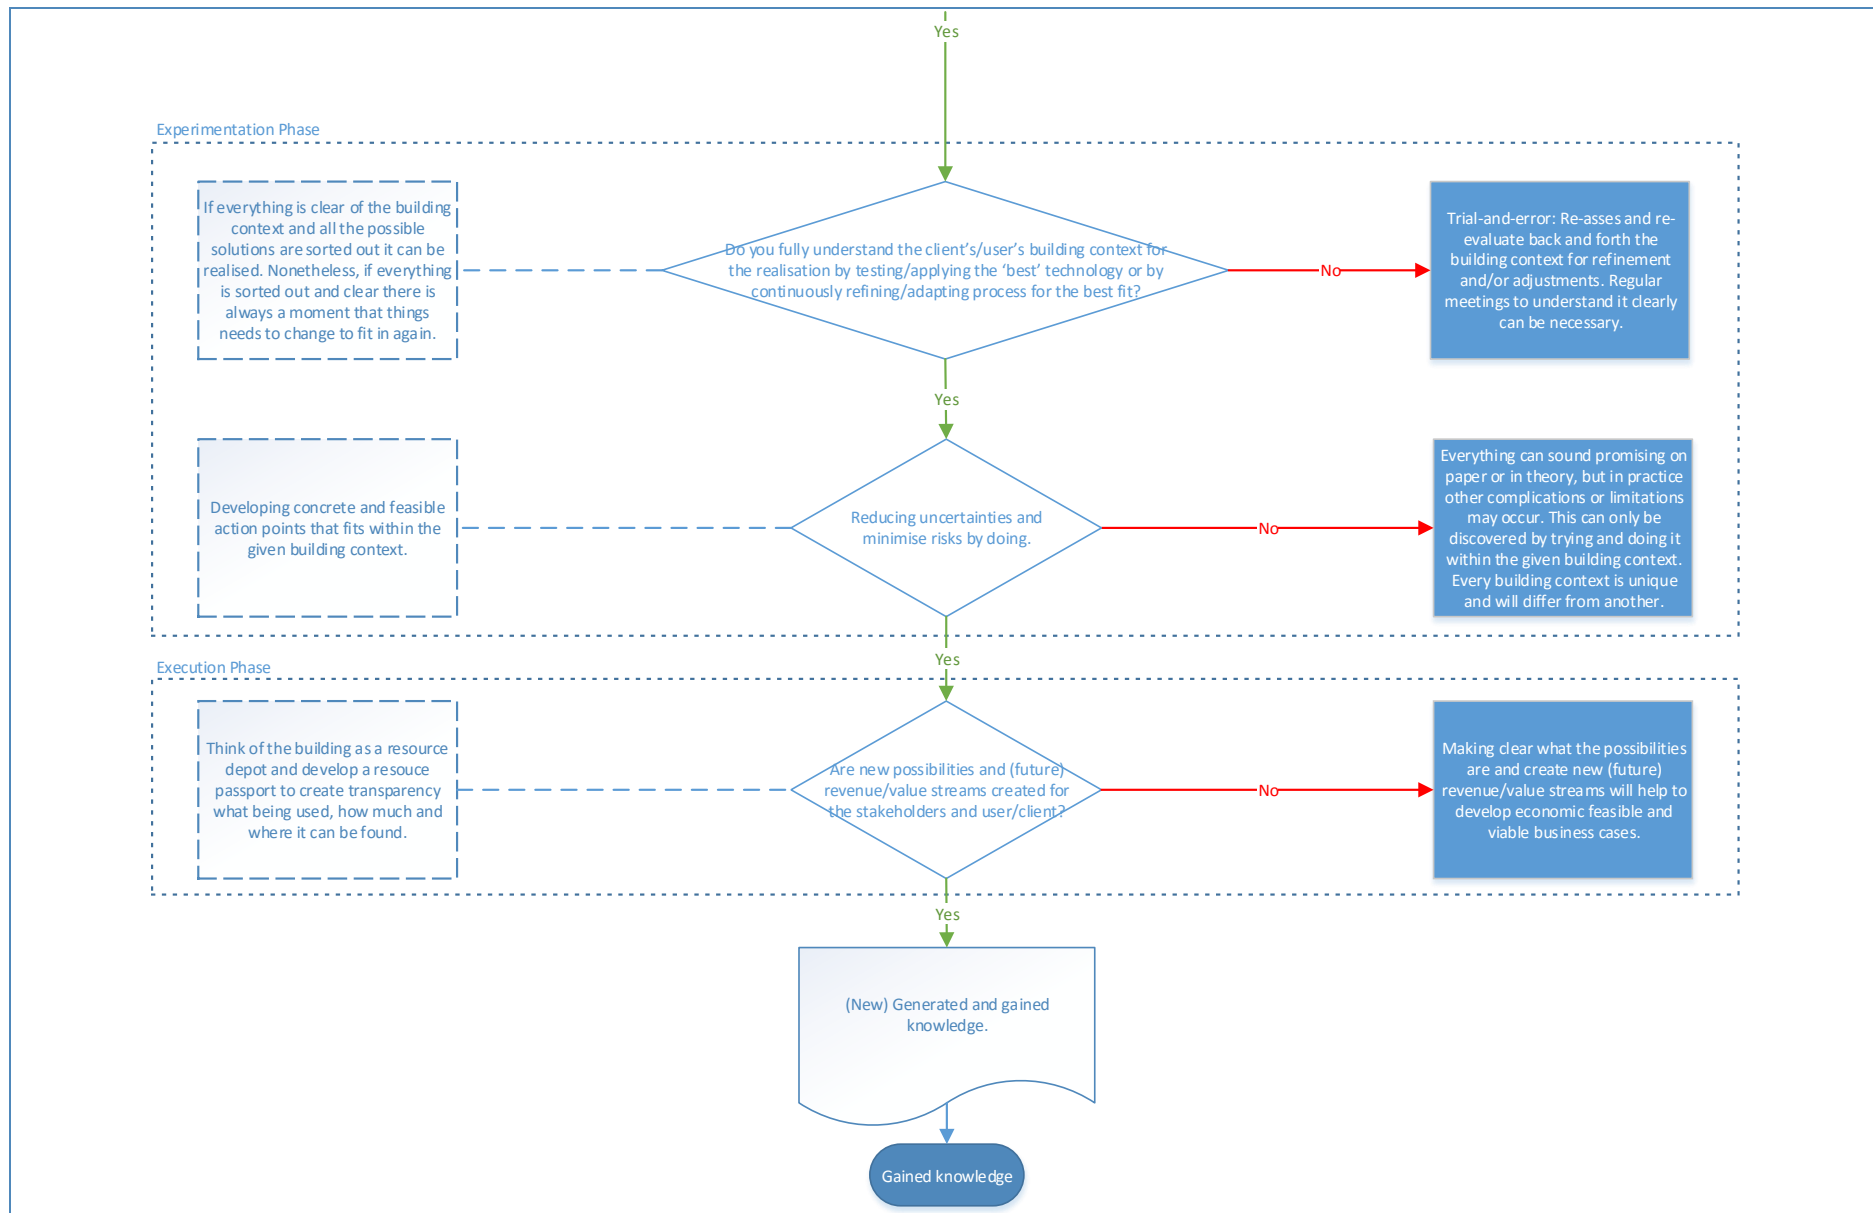 Yes
Experimentation Phase
If everything is clear of the building
context and all the possible
solutions are sorted out it can be
realised. Nonetheless, if everything
is sorted out and clear there is
always a moment that things
needs to change to fit in again.
Do you fully understand the client’s/user’s building context for
the realisation by testing/applying the ‘best’ technology or by
continuously refining/adapting process for the best fit?
No
Trial-and-error: Re-asses and re-
evaluate back and forth the
building context for refinement
and/or adjustments. Regular
meetings to understand it clearly
can be necessary.
Yes
Developing concrete and feasible
action points that fits within the
given building context.
Reducing uncertainties and
minimise risks by doing.
No
Everything can sound promising on
paper or in theory, but in practice
other complications or limitations
may occur. This can only be
discovered by trying and doing it
within the given building context.
Every building context is unique
and will differ from another.
Yes
Execution Phase
Think of the building as a resource
depot and develop a resouce
passport to create transparency
what being used, how much and
where it can be found.
Are new possibilities and (future)
revenue/value streams created for
the stakeholders and user/client?
No
Making clear what the possibilities
are and create new (future)
revenue/value streams will help to
develop economic feasible and
viable business cases.
Yes
(New) Generated and gained
knowledge.
Gained knowledge